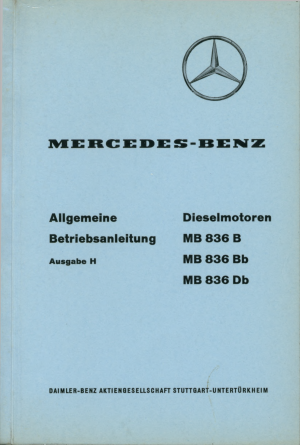 MERCEDES-BENZ
Allgemeine
Betriebsanleitung
Ausgabe H
Dieselmotoren
MB 836 B
MB 836 Bb
MB 836 Db
DAIMLER-BENZ AKTIENGESELLSCHAFT STUTTGART-UNTERTÜRKHEIM